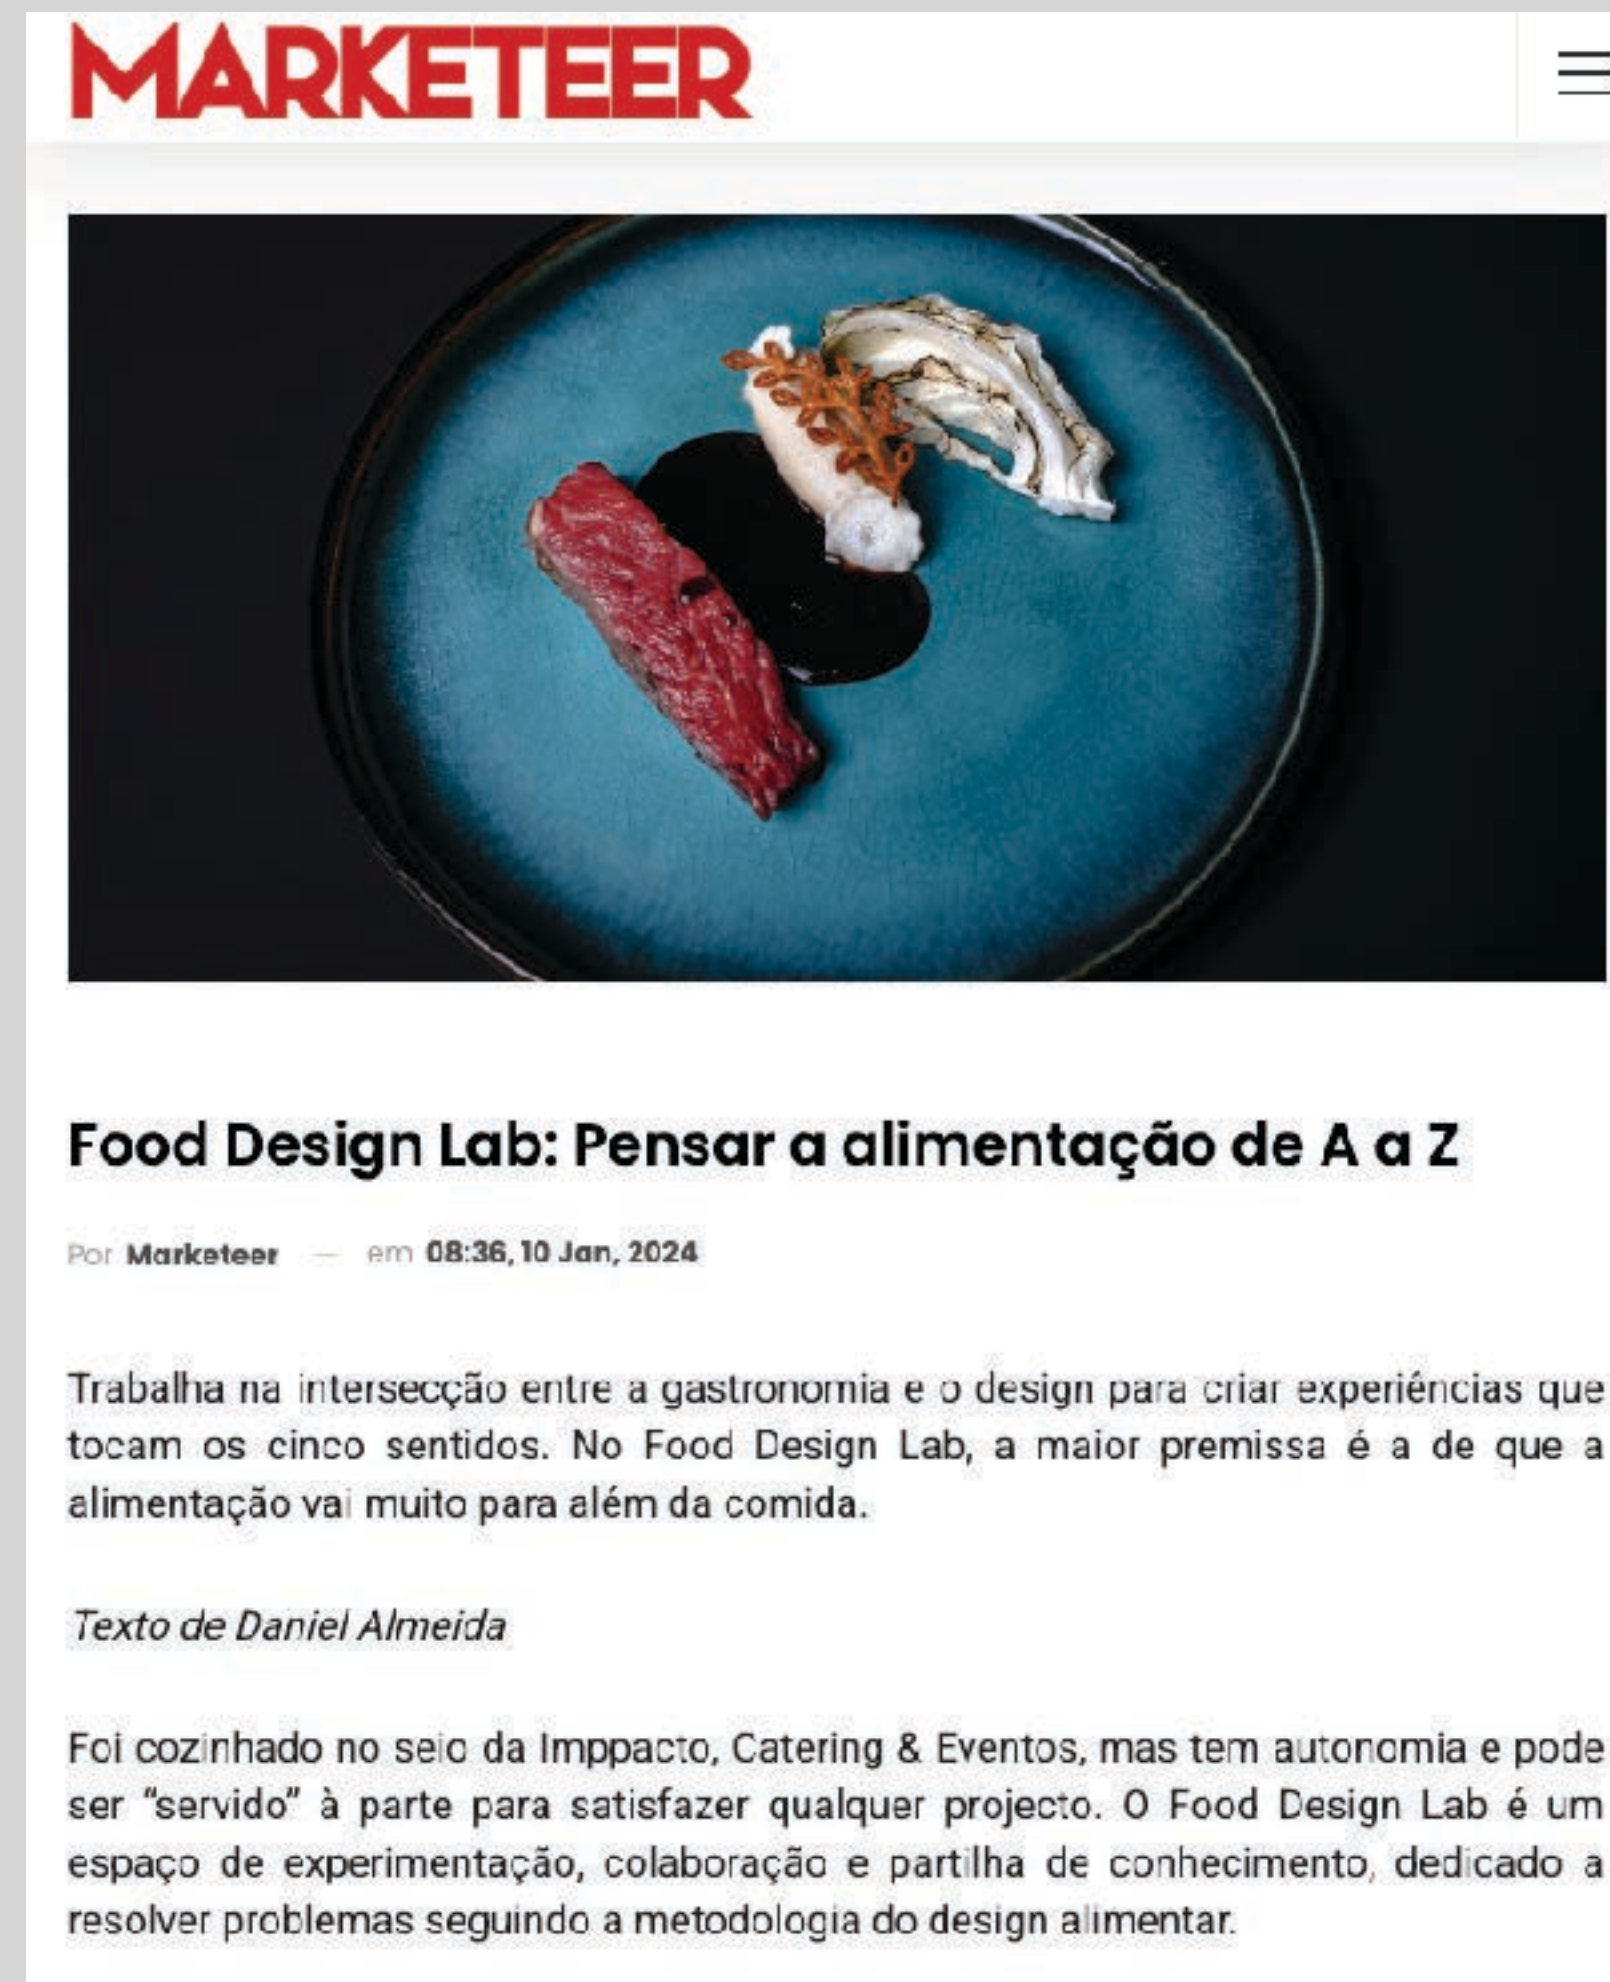 MARKETEER
Food Design Lab: Pensar a alimentação de A a Z
Por Marketeer — em 08:36, 10 Jan, 2024
Trabalha na intersecção entre a gastronomia e o design para criar experiências que
tocam os cinco sentidos. No Food Design Lab, a maior premissa é a de que a
alimentação vai muito para além da comida.
Texto de Daniel Almeida
Foi cozinhado no seio da Imppacto, Catering & Eventos, mas tem autonomia e pode
ser “servido” à parte para satisfazer qualquer projecto. O Food Design Lab é um
espaço de experimentação, colaboração e partilha de conhecimento, dedicado a
resolver problemas seguindo a metodologia do design alimentar.